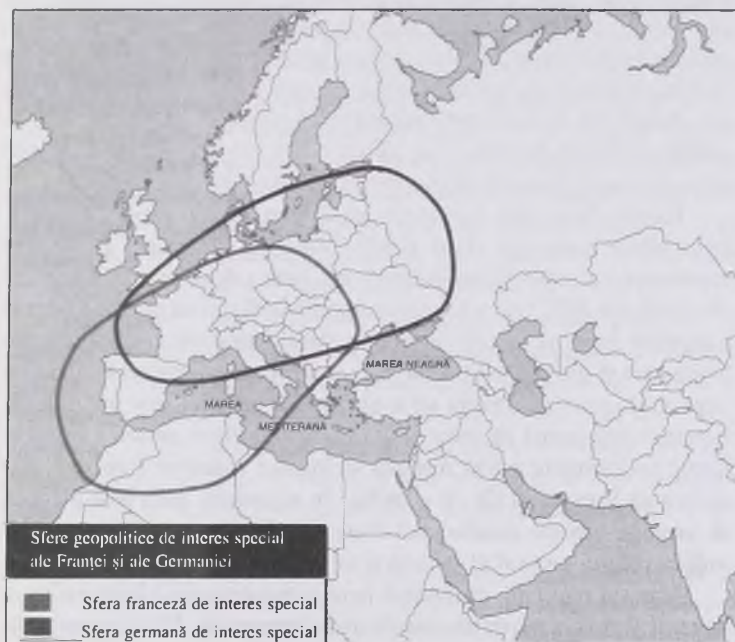 MAREA NEAGRĂ
MAREA
MEDITERANĂ
Sfere geopolitice de interes special
ale Franței și ale Germaniei
Sfera franceză de interes special
Sfera germană de interes special